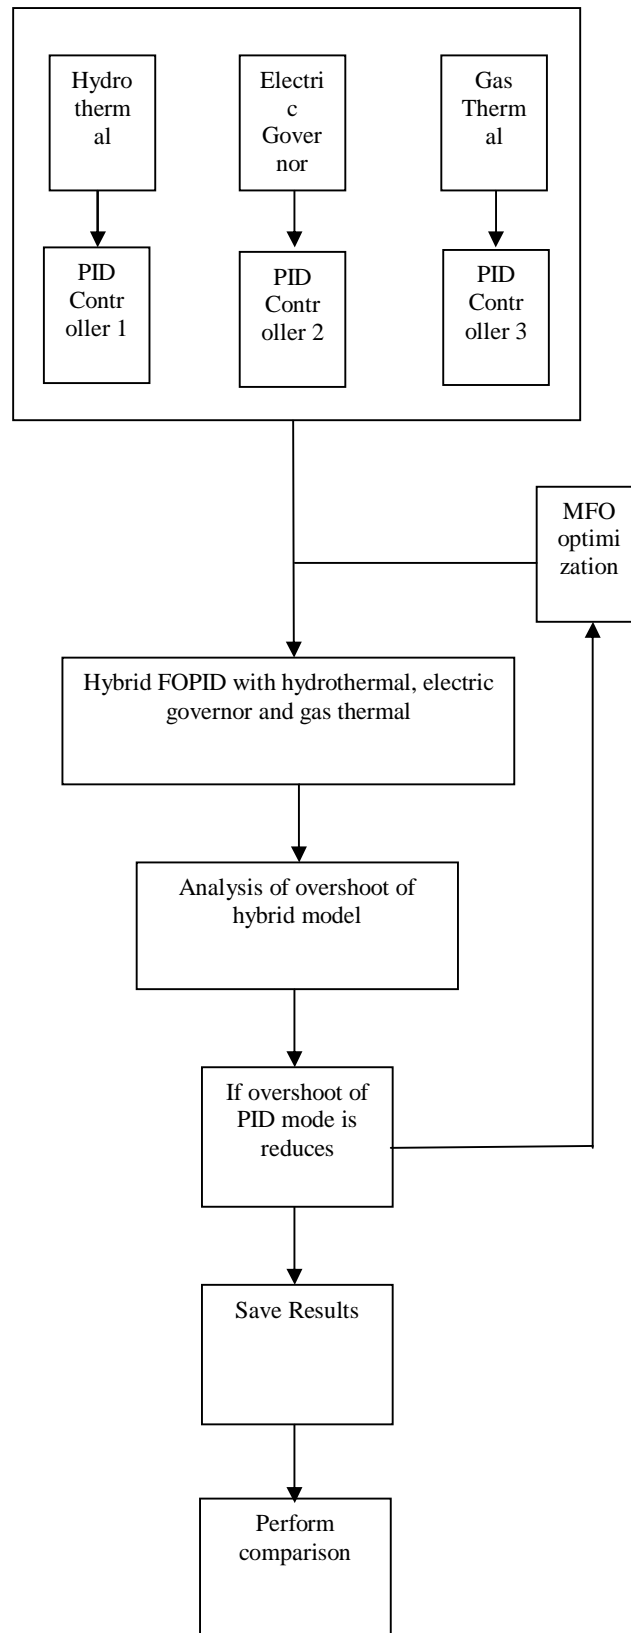 Hydro
therm
al
Electri
c
Gover
nor
Gas
Therm
al
PID
Contr
oller 1
PID
Contr
oller 2
PID
Contr
oller 3
MFO
optimi
zation
Hybrid FOPID with hydrothermal, electric
governor and gas thermal
Analysis of overshoot of
hybrid model
If overshoot of
PID mode is
reduces
Save Results
Perform
comparison